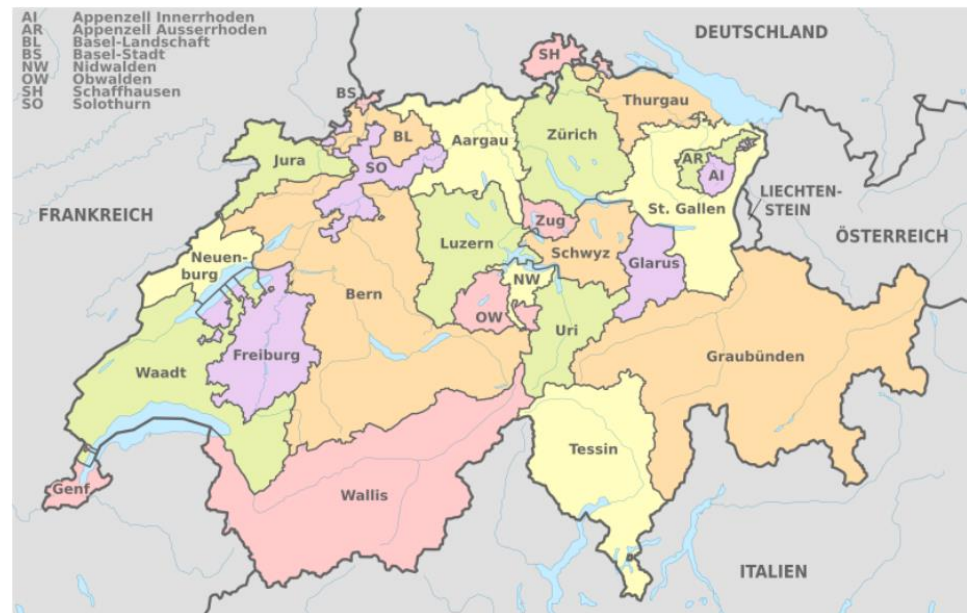 AI Appenzell Innerrhoden
AR Appenzell Ausserrhoden
BL Basel-Landschaft
BS Basel-Stadt
NW Nidwalden
OW Obwalden
SH Schaffhausen
SO Solothurn
DEUTSCHLAND
SH
BS
Thurgau
BL
Aargau
Zürich
Jura
SO
AR
AI
LIECHTEN-
STEIN
FRANKREICH
St. Gallen
Zug
ÖSTERREICH
Luzern
Schwyz
Neuen-
burg
Glarus
NW
Bern
OW
Uri
Freiburg
Graubünden
Waadt
Tessin
Genf
Wallis
ITALIEN